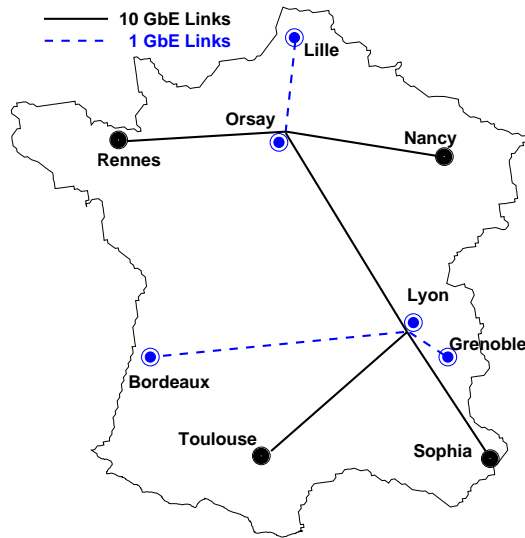 10 GbE Links
1 GbE Links
Lille
Orsay
Nancy
Rennes
Lyon
Grenoble
Bordeaux
Toulouse
Sophia